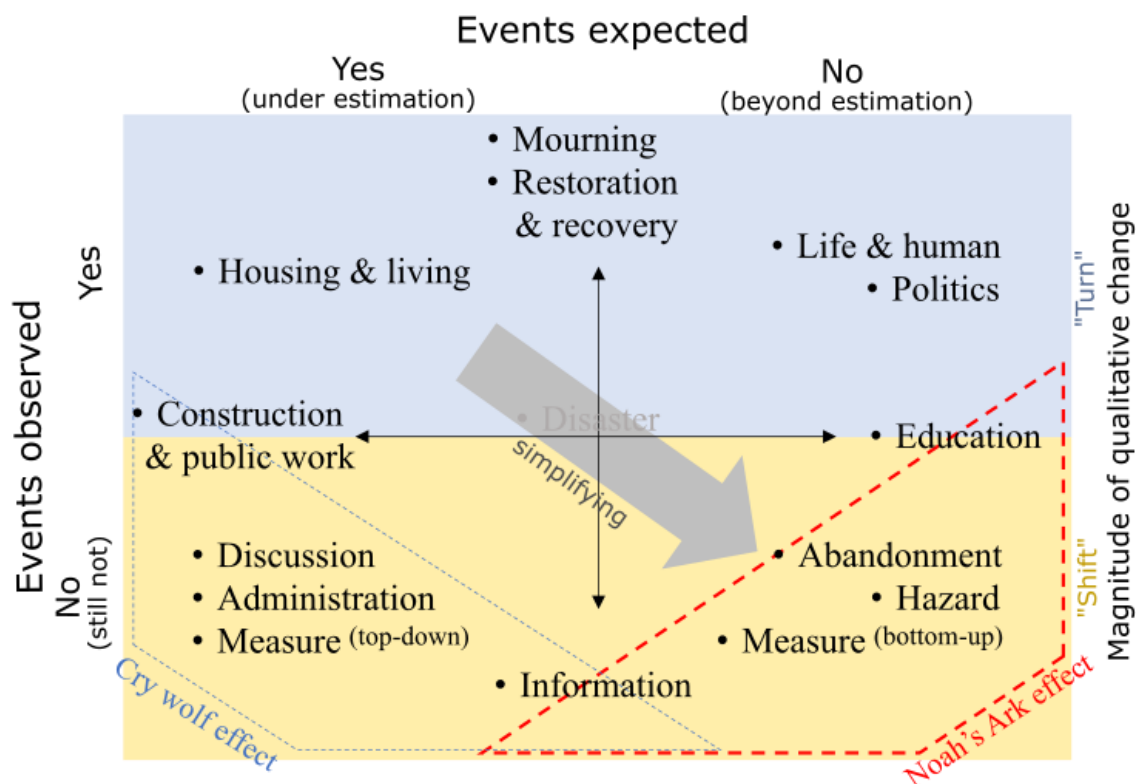 Events expected
Yes
(under estimation)
No
(beyond estimation)
• Mourning
• Restoration
& recovery
• Life & human
• Politics
• Housing & living
Yes
"Turn"
Events observed
Magnitude of qualitative change
• Construction
& public work
• Disaster
• Education
simplifying
No
(still not)
"Shift"
• Discussion
• Administration
• Measure (top-down)
• Abandonment
• Hazard
• Measure (bottom-up)
• Information
Cry wolf effect
Noah's Ark effect